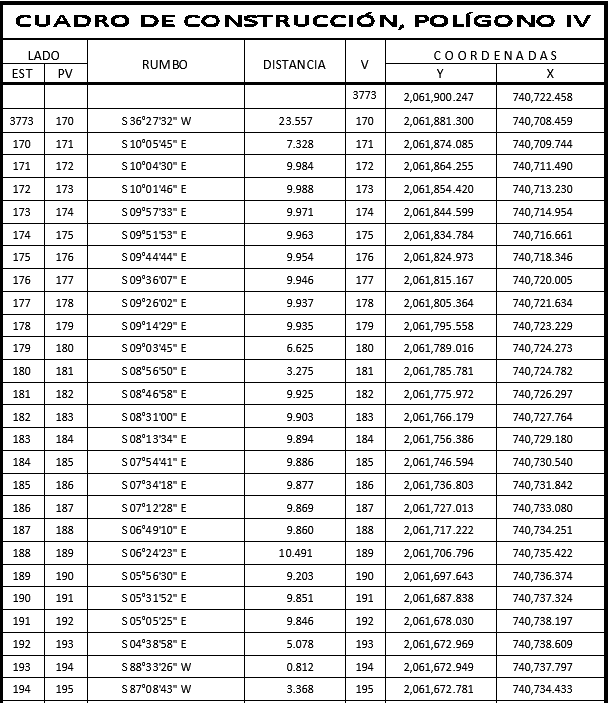 CUADRO DE CONSTRUCCIÓN, POLÍGONO IV
LADO RUMBO DISTANCIA V COORDENADAS
EST PV Y X
3773 2,061,900.247 740,722.458
3773 170 S 36°27'32" W 23.557 170 2,061,881.300 740,708.459
170 171 S 10°05'45" E 7.328 171 2,061,874.085 740,709.744
171 172 S 10°04'30" E 9.984 172 2,061,864.255 740,711.490
172 173 S 10°01'46" E 9.988 173 2,061,854.420 740,713.230
173 174 S 09°57'33" E 9.971 174 2,061,844.599 740,714.954
174 175 S 09°51'53" E 9.963 175 2,061,834.784 740,716.661
175 176 S 09°44'44" E 9.954 176 2,061,824.973 740,718.346
176 177 S 09°36'07" E 9.946 177 2,061,815.167 740,720.005
177 178 S 09°26'02" E 9.937 178 2,061,805.364 740,721.634
178 179 S 09°14'29" E 9.935 179 2,061,795.558 740,723.229
179 180 S 09°03'45" E 6.625 180 2,061,789.016 740,724.273
180 181 S 08°56'50" E 3.275 181 2,061,785.781 740,724.782
181 182 S 08°46'58" E 9.925 182 2,061,775.972 740,726.297
182 183 S 08°31'00" E 9.903 183 2,061,766.179 740,727.764
183 184 S 08°13'34" E 9.894 184 2,061,756.386 740,729.180
184 185 S 07°54'41" E 9.886 185 2,061,746.594 740,730.540
185 186 S 07°34'18" E 9.877 186 2,061,736.803 740,731.842
186 187 S 07°12'28" E 9.869 187 2,061,727.013 740,733.080
187 188 S 06°49'10" E 9.860 188 2,061,717.222 740,734.251
188 189 S 06°24'23" E 10.491 189 2,061,706.796 740,735.422
189 190 S 05°56'30" E 9.203 190 2,061,697.643 740,736.374
190 191 S 05°31'52" E 9.851 191 2,061,687.838 740,737.324
191 192 S 05°05'25" E 9.846 192 2,061,678.030 740,738.197
192 193 S 04°38'58" E 5.078 193 2,061,672.969 740,738.609
193 194 S 88°33'26" W 0.812 194 2,061,672.949 740,737.797
194 195 S 87°08'43" W 3.368 195 2,061,672.781 740,734.433